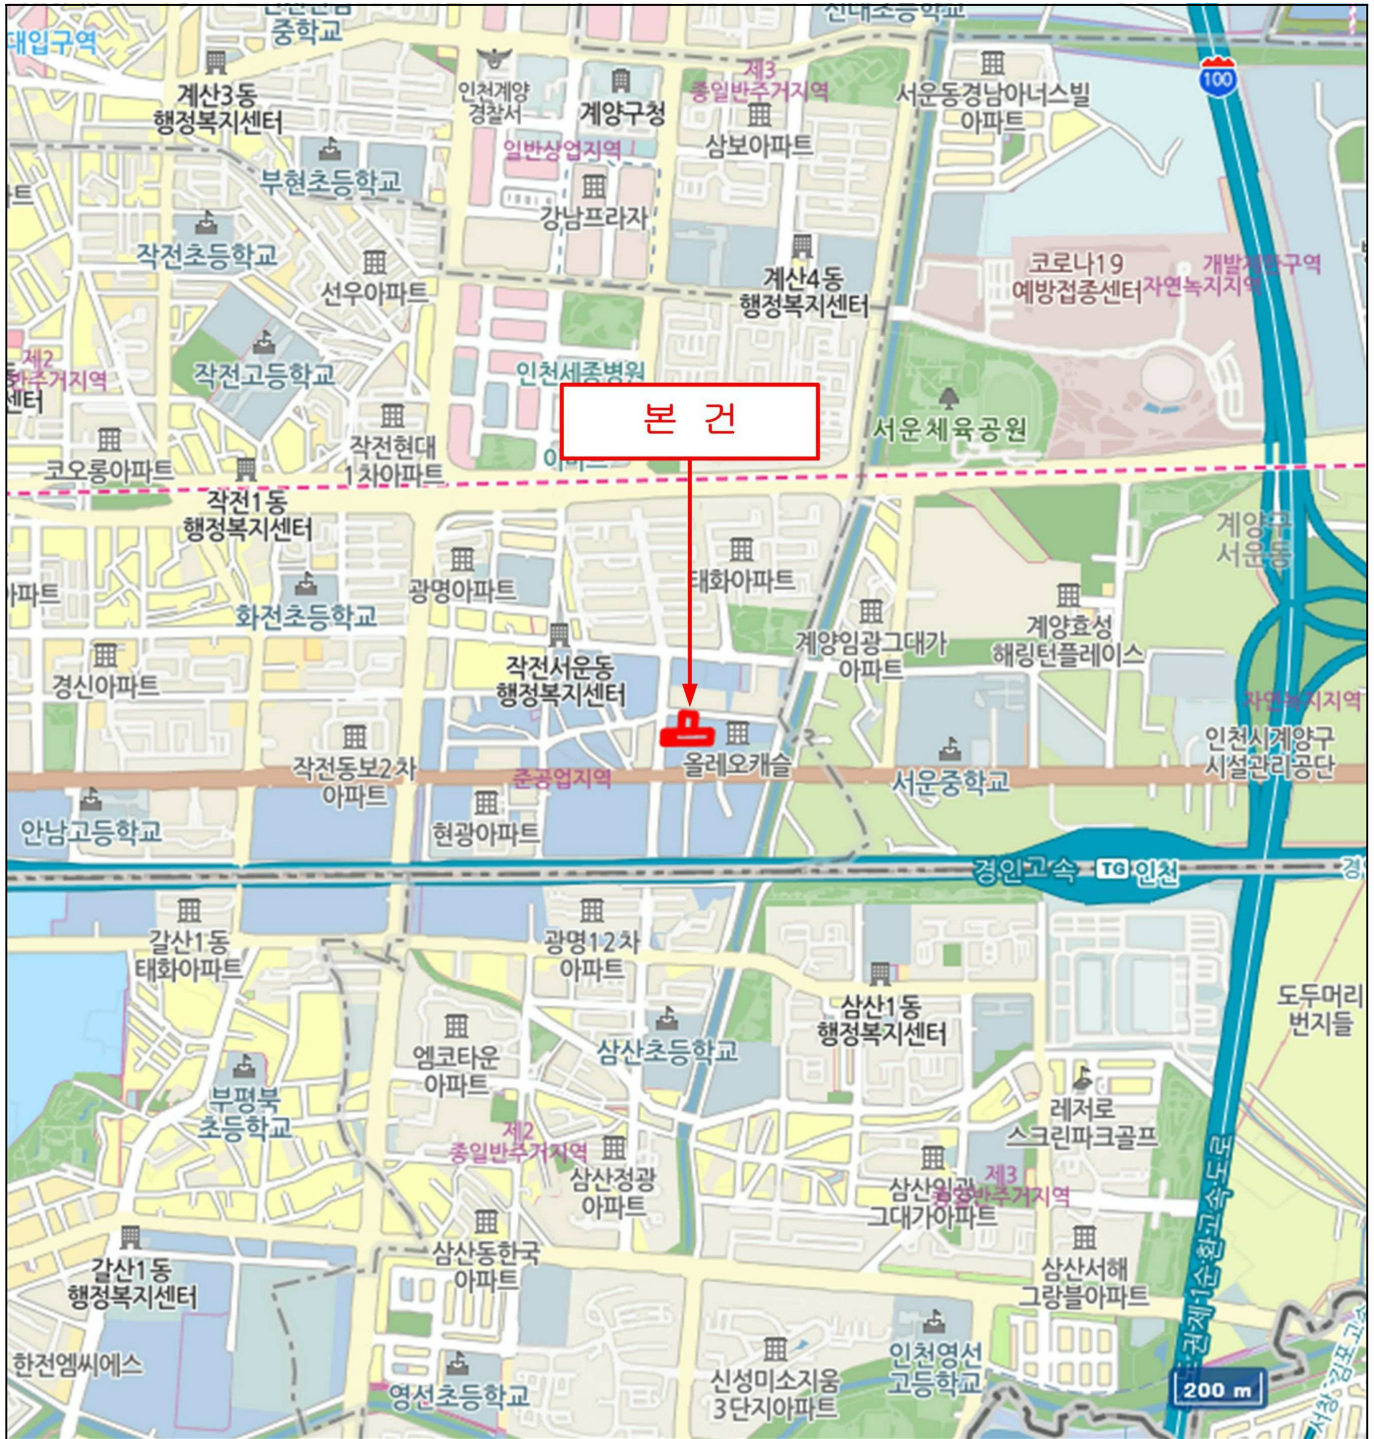 대입구역
중학교
신대초등학교
계산3동
행정복지센터
인천계양
경찰서
계양구청
제3
종일반주거지역
삼보아파트
서운동경남아너스빌
아파트
100
일반상업지역
부현초등학교
강남프라자
작전초등학교
선우아파트
계산4동
행정복지센터
코로나19
예방접종센터
개발제한구역
자연녹지지역
제2
작전고등학교
인천세종병원
본 건
코오롱아파트
작전현대
1차아파트
서운체육공원
작전1동
행정복지센터
계양구
서운동
광명아파트
태화아파트
화전초등학교
계양임광그대가
아파트
계양효성
해링턴플레이스
경신아파트
작전서운동
행정복지센터
자연녹지지역
작전동보2차
아파트
올레오캐슬
준공업지역
서운중학교
인천시계양구
시설관리공단
안남고등학교
현광아파트
경인고속
TG 인천
갈산1동
태화아파트
광명12차
아파트
삼산1동
행정복지센터
도두머리
번지들
엠코타운
아파트
삼산초등학교
부평북
초등학교
레저로
스크린파크골프
제2
종일반주거지역
삼산정광
아파트
삼산임광
그대가아파트
제3
종일반주거지역
삼산동한국
아파트
갈산1동
행정복지센터
삼산서해
그랑블아파트
권제1순환고속도로
한전엠씨에스
영선초등학교
신성미소지움
3단지아파트
인천영선
고등학교
200 m